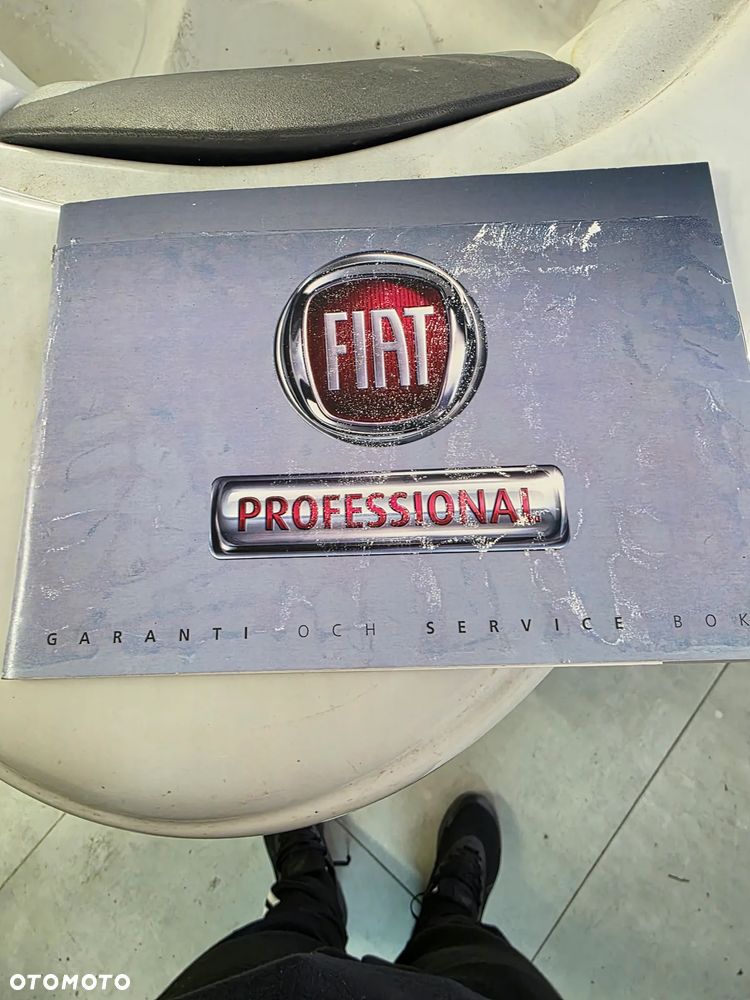 FIAT
PROFESSIONAL
GARANTI OCH SERVICE BOK
OTOMOTO